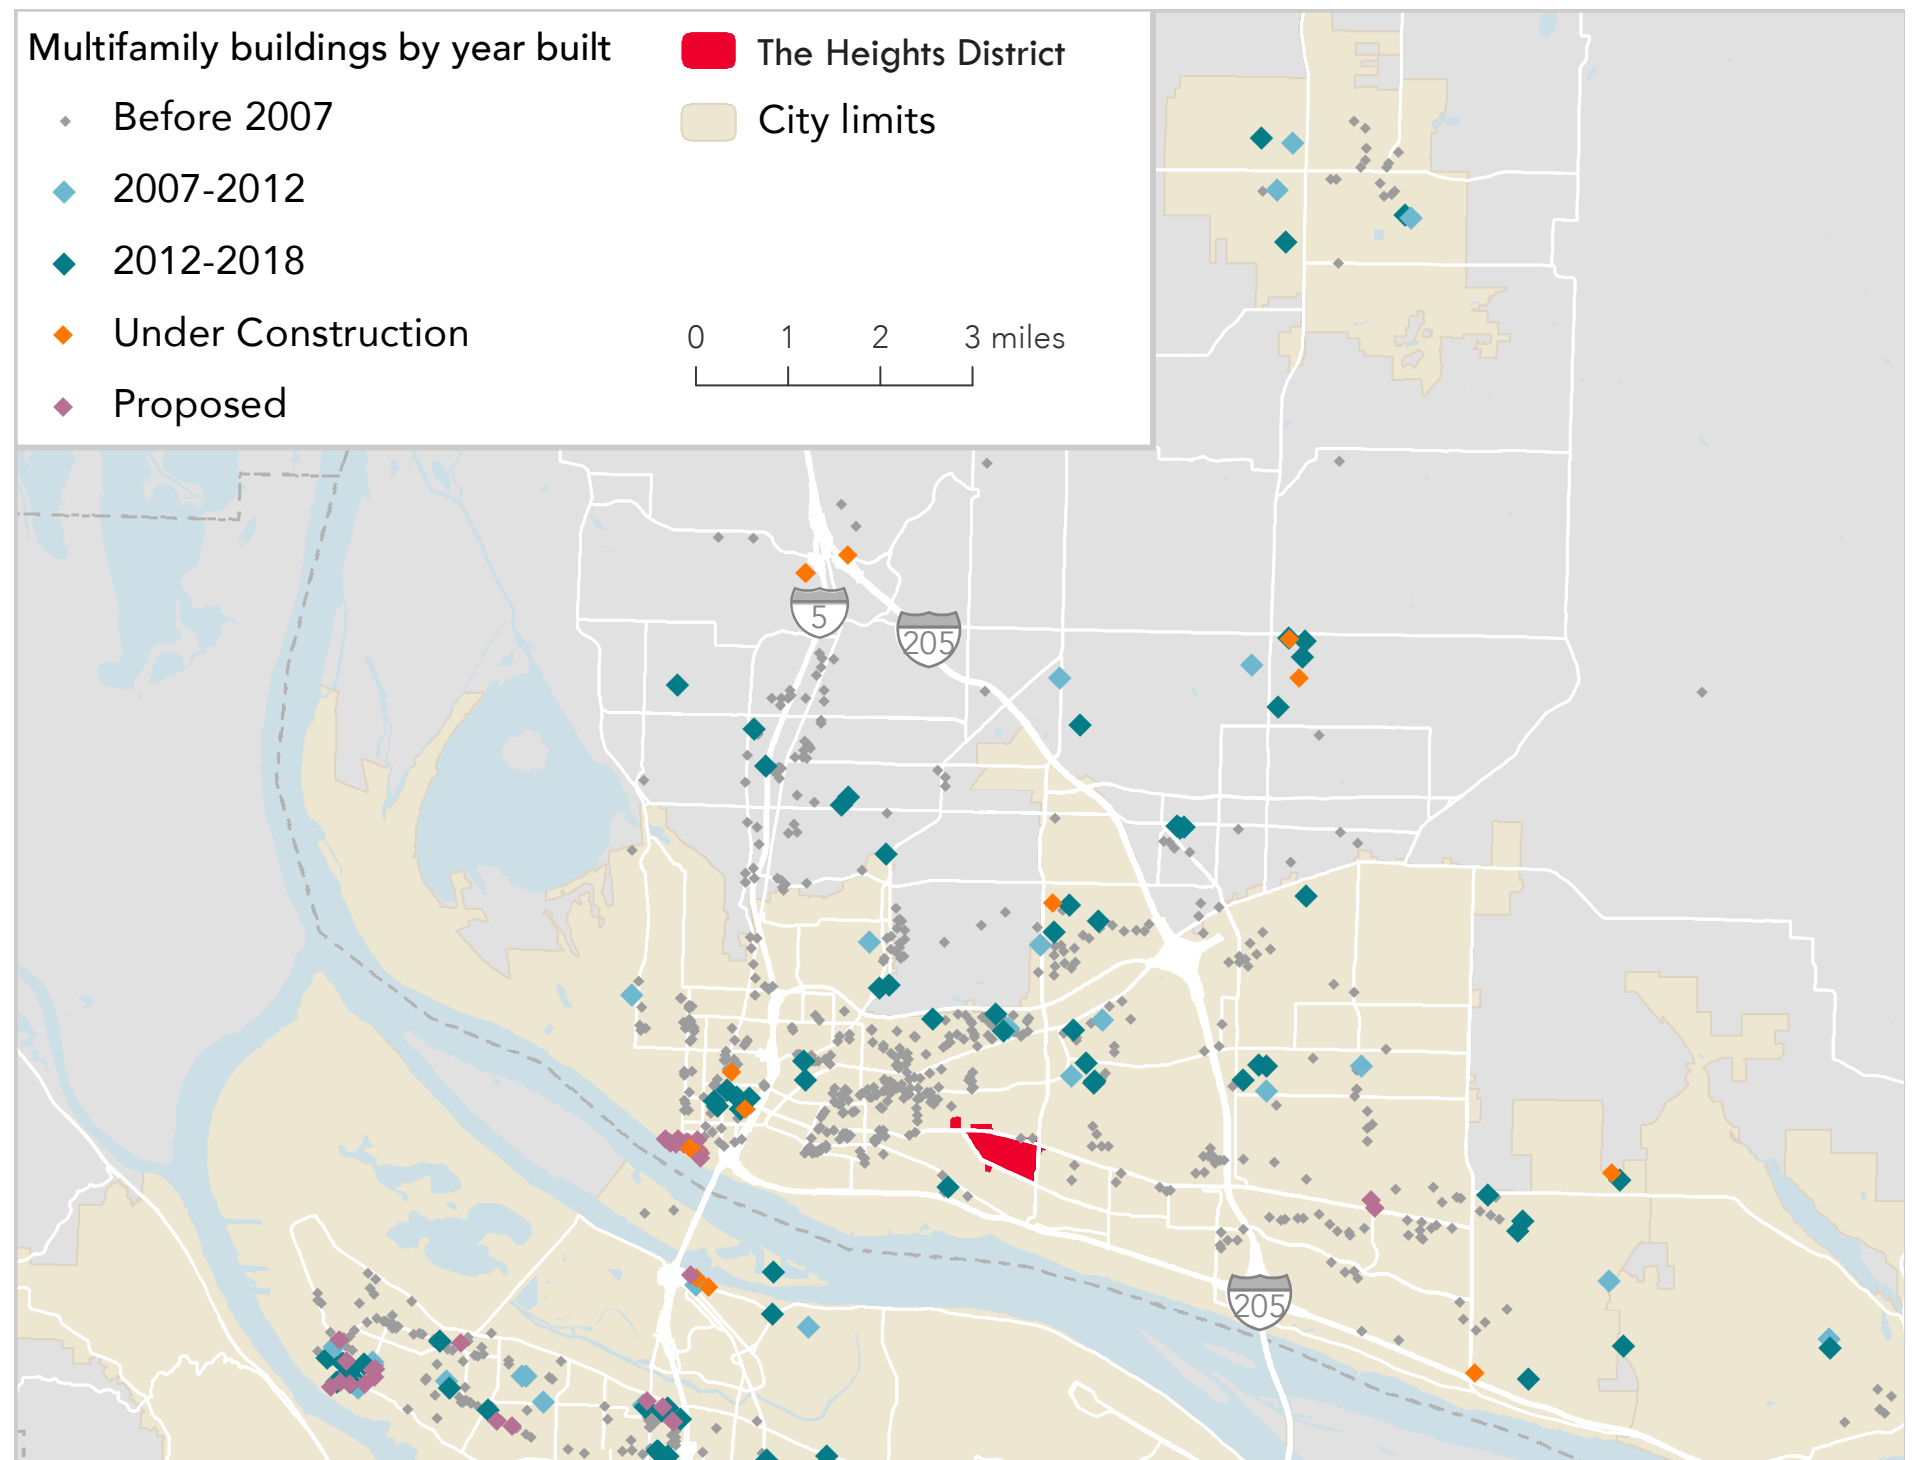 Multifamily buildings by year built
Before 2007
2007-2012
2012-2018
Under Construction
Proposed
The Heights District
City limits
0 1 2 3 miles
5
205
205